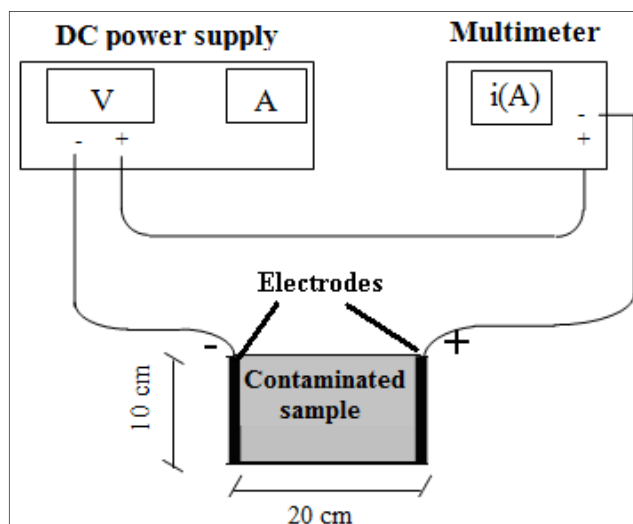 DC power supply
Multimeter
V
A
i(A)
- +
-
+
Electrodes
-
+
Contaminated
sample
10 cm
20 cm